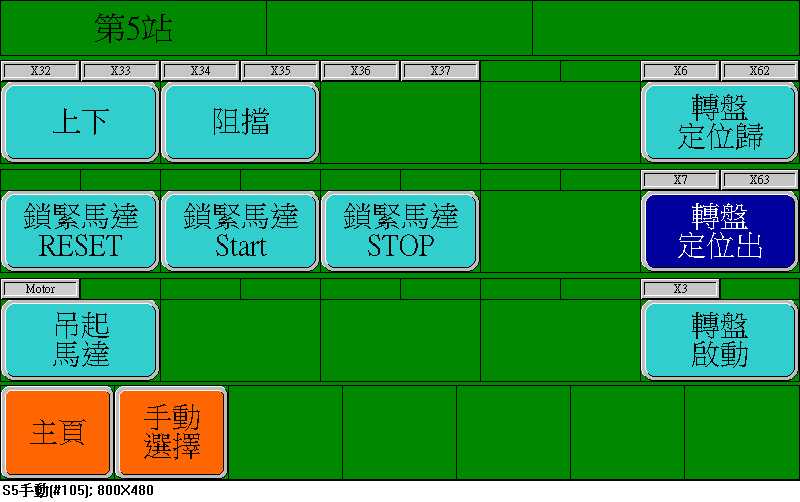 第5站
X32 X33 X34 X35 X36 X37 X6 X62
上下 阻擋 轉盤
定位歸
X7 X63
鎖緊馬達 鎖緊馬達 鎖緊馬達 轉盤
RESET Start STOP 定位出
Motor X3
吊起 轉盤
馬達 啟動
主頁 手動
選擇
S5手動(#105); 800X480